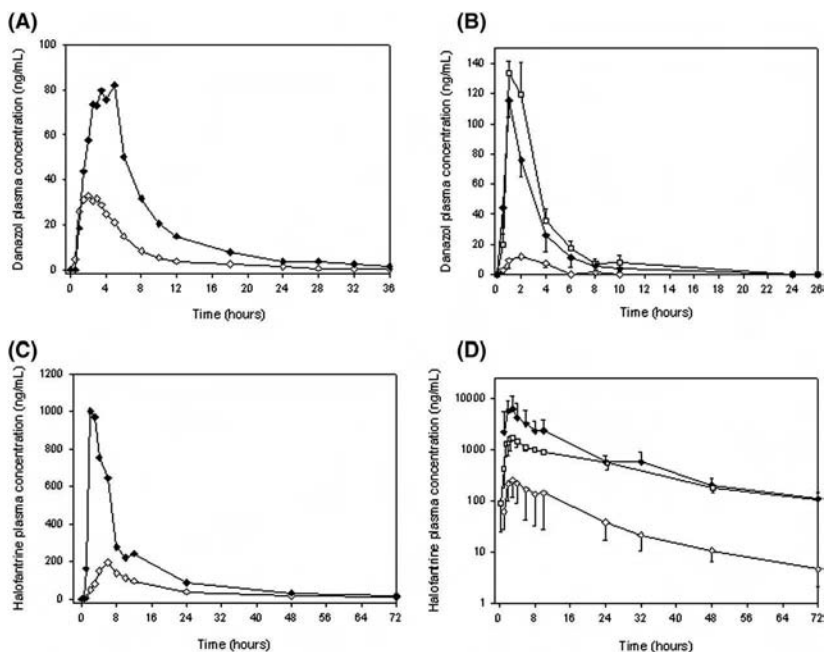 (A)
Danazol plasma concentration (ng/mL)
100
80
60
40
20
0
0 4 8 12 16 20 24 28 32 36
Time (hours)
(B)
Danazol plasma concentration (ng/mL)
140
120
100
80
60
40
20
0
0 2 4 6 8 10 12 14 16 18 20 22 24 26
Time (hours)
(C)
Halofantrine plasma concentration (ng/mL)
1200
1000
800
600
400
200
0
0 8 16 24 32 40 48 56 64 72
Time (hours)
(D)
Halofantrine plasma concentration (ng/mL)
10000
1000
100
10
1
0 8 16 24 32 40 48 56 64 72
Time (hours)